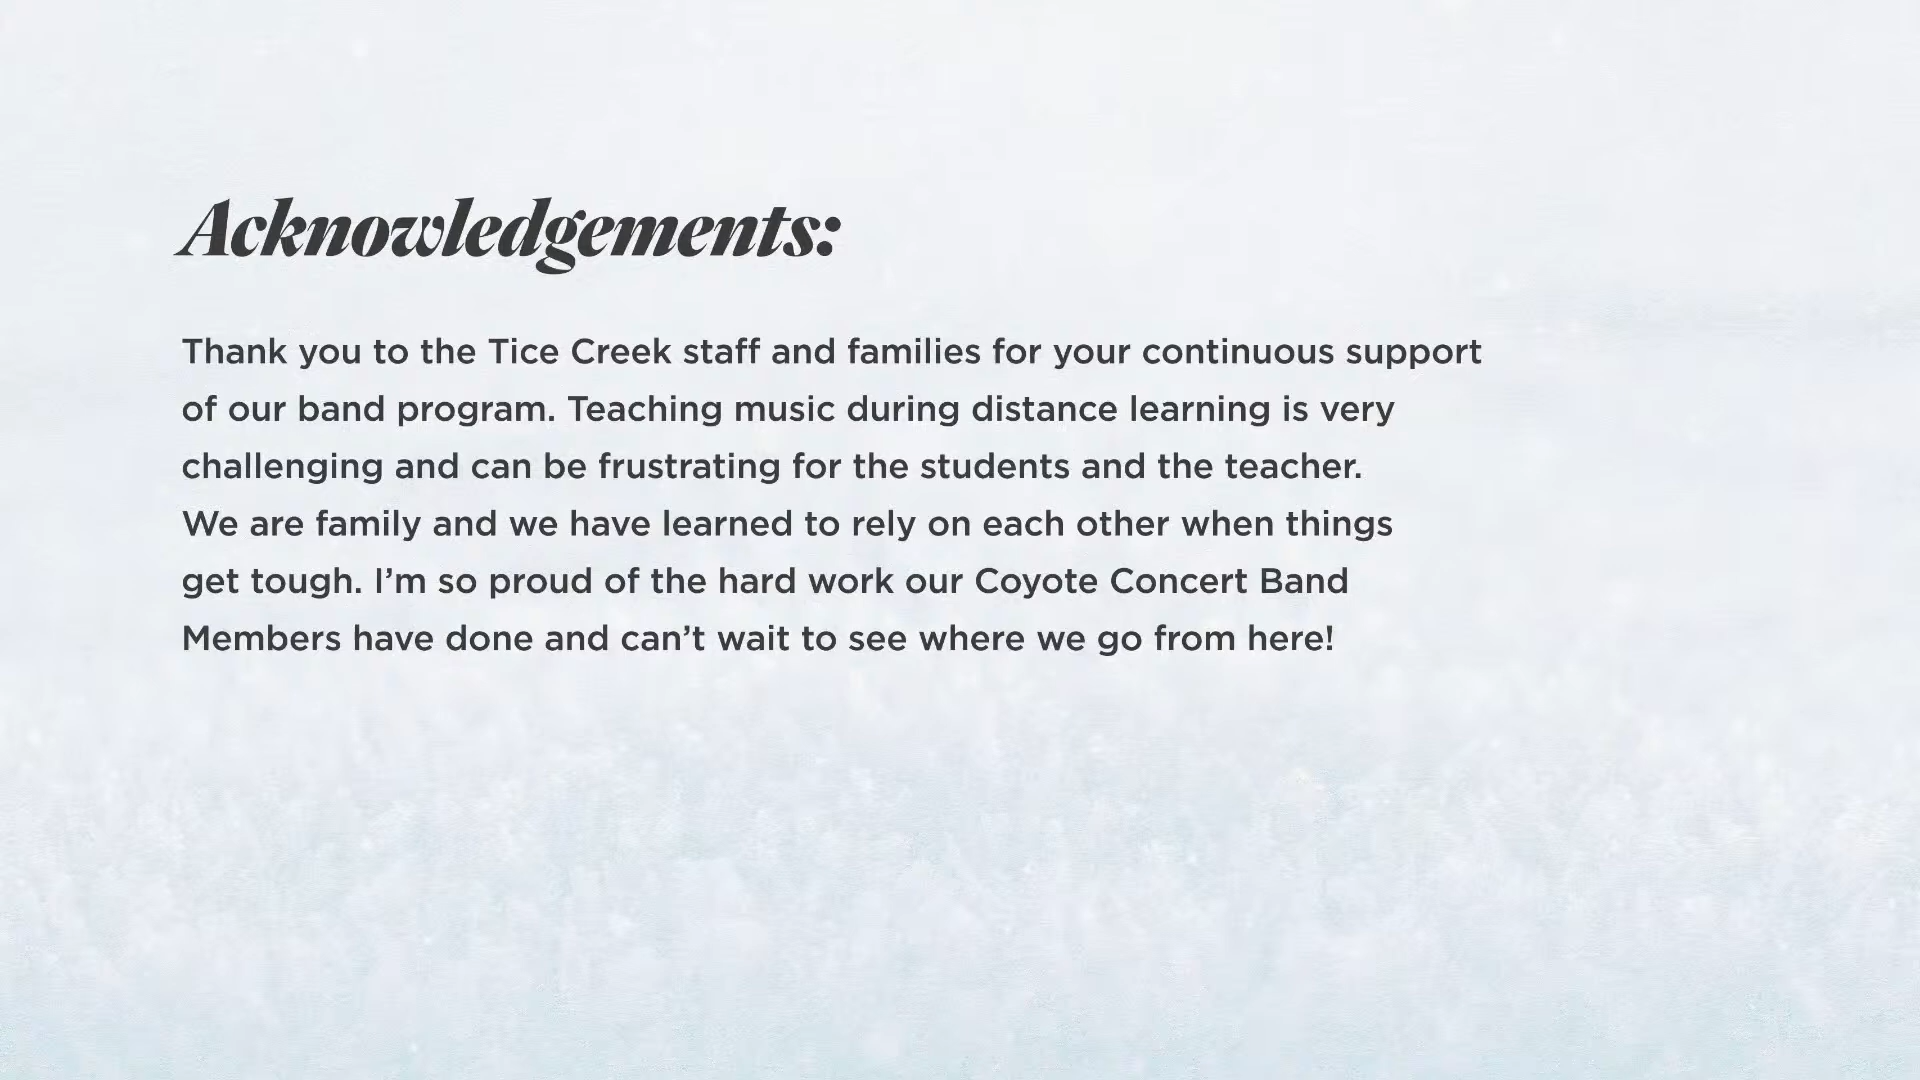 Acknowledgements:
Thank you to the Tice Creek staff and families for your continuous support
of our band program. Teaching music during distance learning is very
challenging and can be frustrating for the students and the teacher.
We are family and we have learned to rely on each other when things
get tough. I’m so proud of the hard work our Coyote Concert Band
Members have done and can’t wait to see where we go from here!